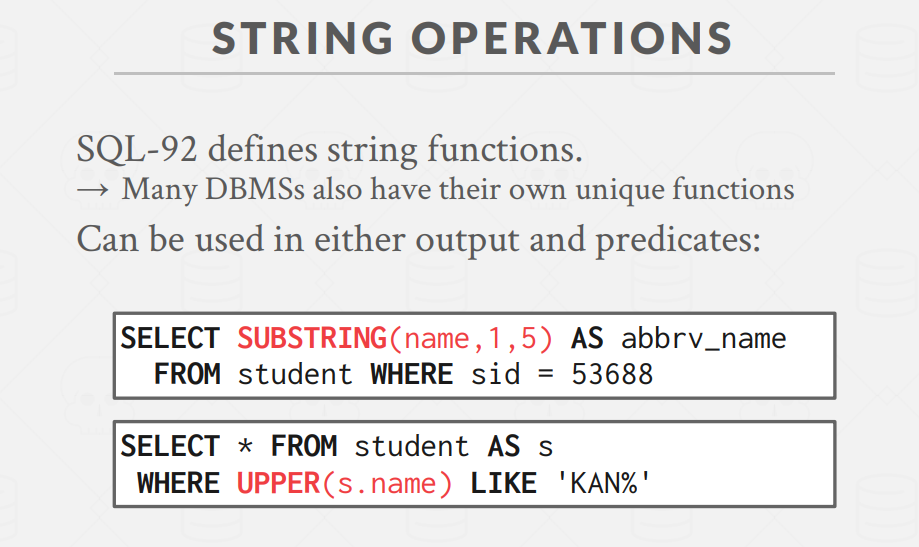 STRING OPERATIONS
SQL-92 defines string functions.
→ Many DBMSs also have their own unique functions
Can be used in either output and predicates:
SELECT SUBSTRING(name,1,5) AS abbrv_name
FROM student WHERE sid = 53688
SELECT * FROM student AS s
WHERE UPPER(s.name) LIKE 'KAN%'